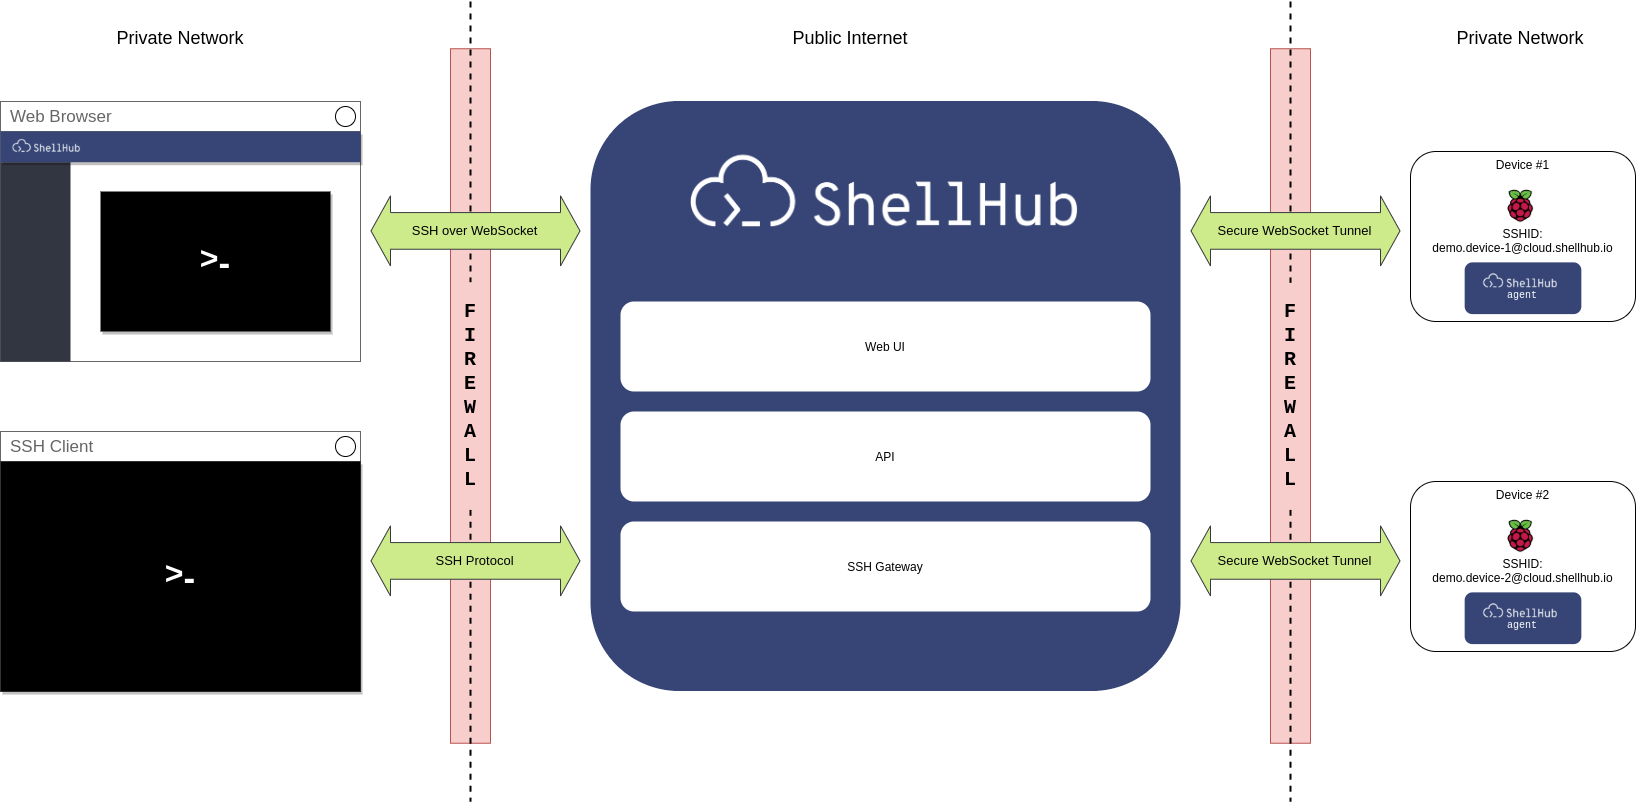 Private Network
Public Internet
Private Network
Web Browser
ShellHub
>-
SSH Client
>-
SSH over WebSocket
SSH Protocol
FIREWALL
ShellHub
Web UI
API
SSH Gateway
FIREWALL
Secure WebSocket Tunnel
Secure WebSocket Tunnel
Device #1
SSHID:
demo.device-1@cloud.shellhub.io
ShellHub
agent
Device #2
SSHID:
demo.device-2@cloud.shellhub.io
ShellHub
agent